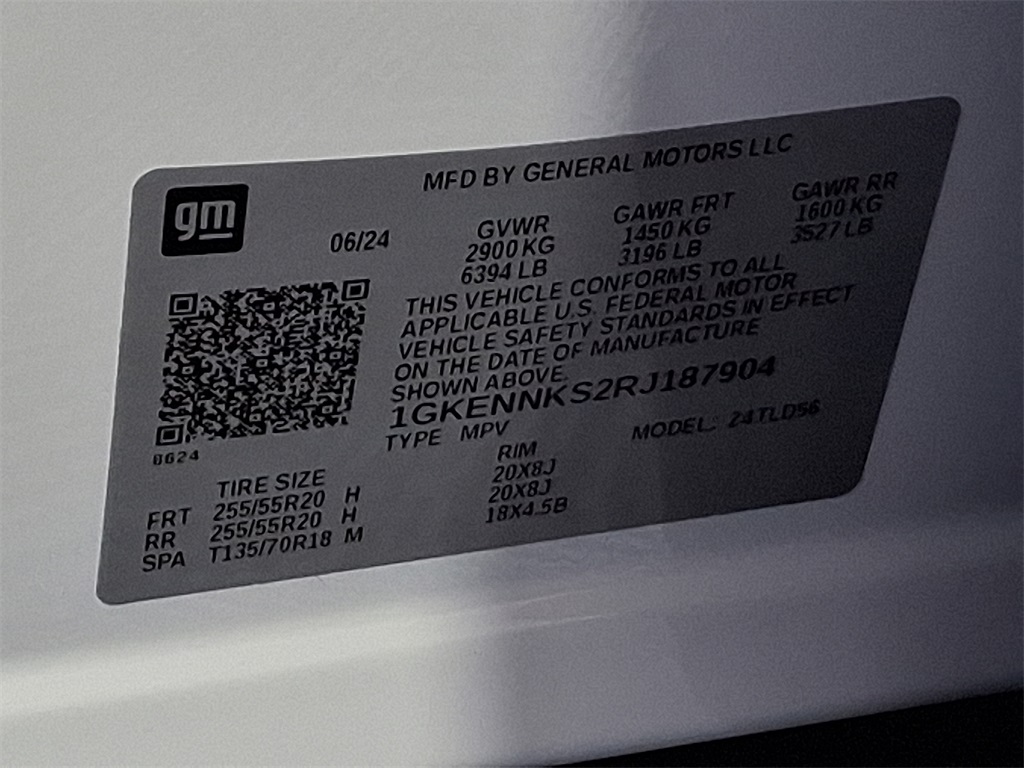 MFD BY GENERAL MOTORS LLC
gm
06/24
GVWR GAWR FRT GAWR RR
2900 KG 1450 KG 1600 KG
6394 LB 3196 LB 3527 LB
THIS VEHICLE CONFORMS TO ALL
APPLICABLE U.S. FEDERAL MOTOR
VEHICLE SAFETY STANDARDS IN EFFECT
ON THE DATE OF MANUFACTURE
SHOWN ABOVE.
1GKENNKS2RJ187904
TYPE MPV MODEL: 24TLD56
8624
TIRE SIZE RIM
FRT 255/55R20 H 20X8J
RR 255/55R20 H 20X8J
SPA T135/70R18 M 18X4.5B